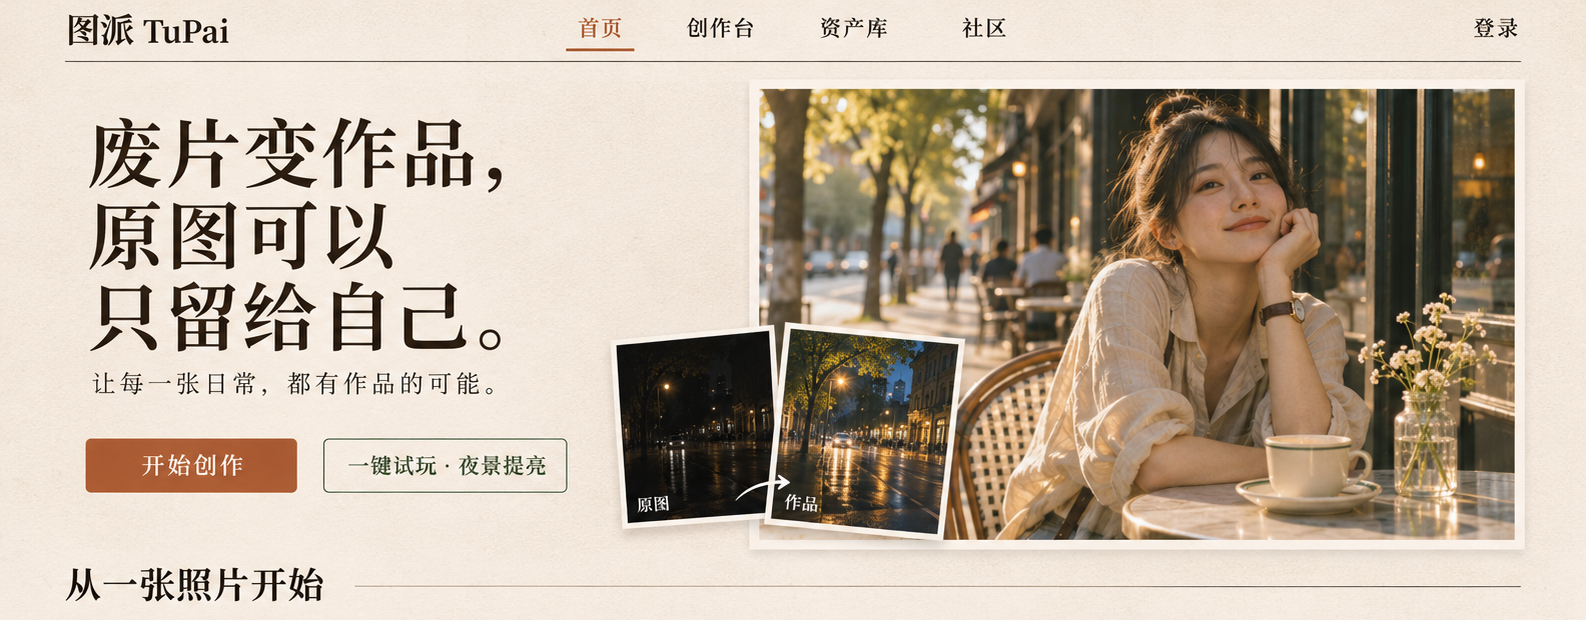 图派 TuPai
首页 创作台 资产库 社区 登录
废片变作品，
原图可以
只留给自己。
让每一张日常，都有作品的可能。
开始创作 一键试玩 · 夜景提亮
原图 作品
从一张照片开始